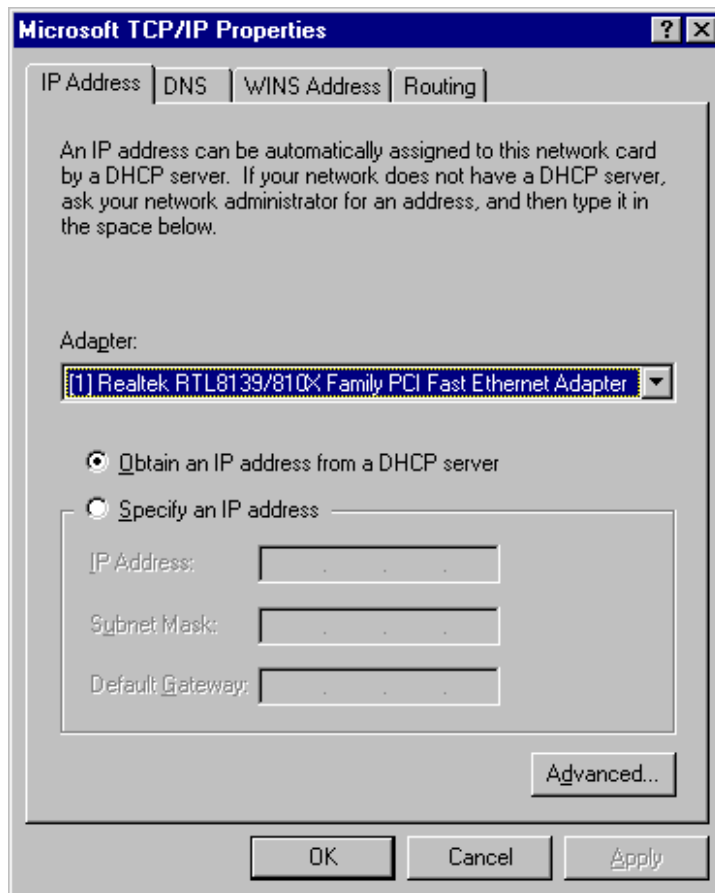 Microsoft TCP/IP Properties
IP Address DNS WINS Address Routing
An IP address can be automatically assigned to this network card
by a DHCP server. If your network does not have a DHCP server,
ask your network administrator for an address, and then type it in
the space below.
Adapter:
[1] Realtek RTL8139/810X Family PCI Fast Ethernet Adapter
Obtain an IP address from a DHCP server
Specify an IP address
IP Address:
Subnet Mask:
Default Gateway:
Advanced...
OK Cancel Apply